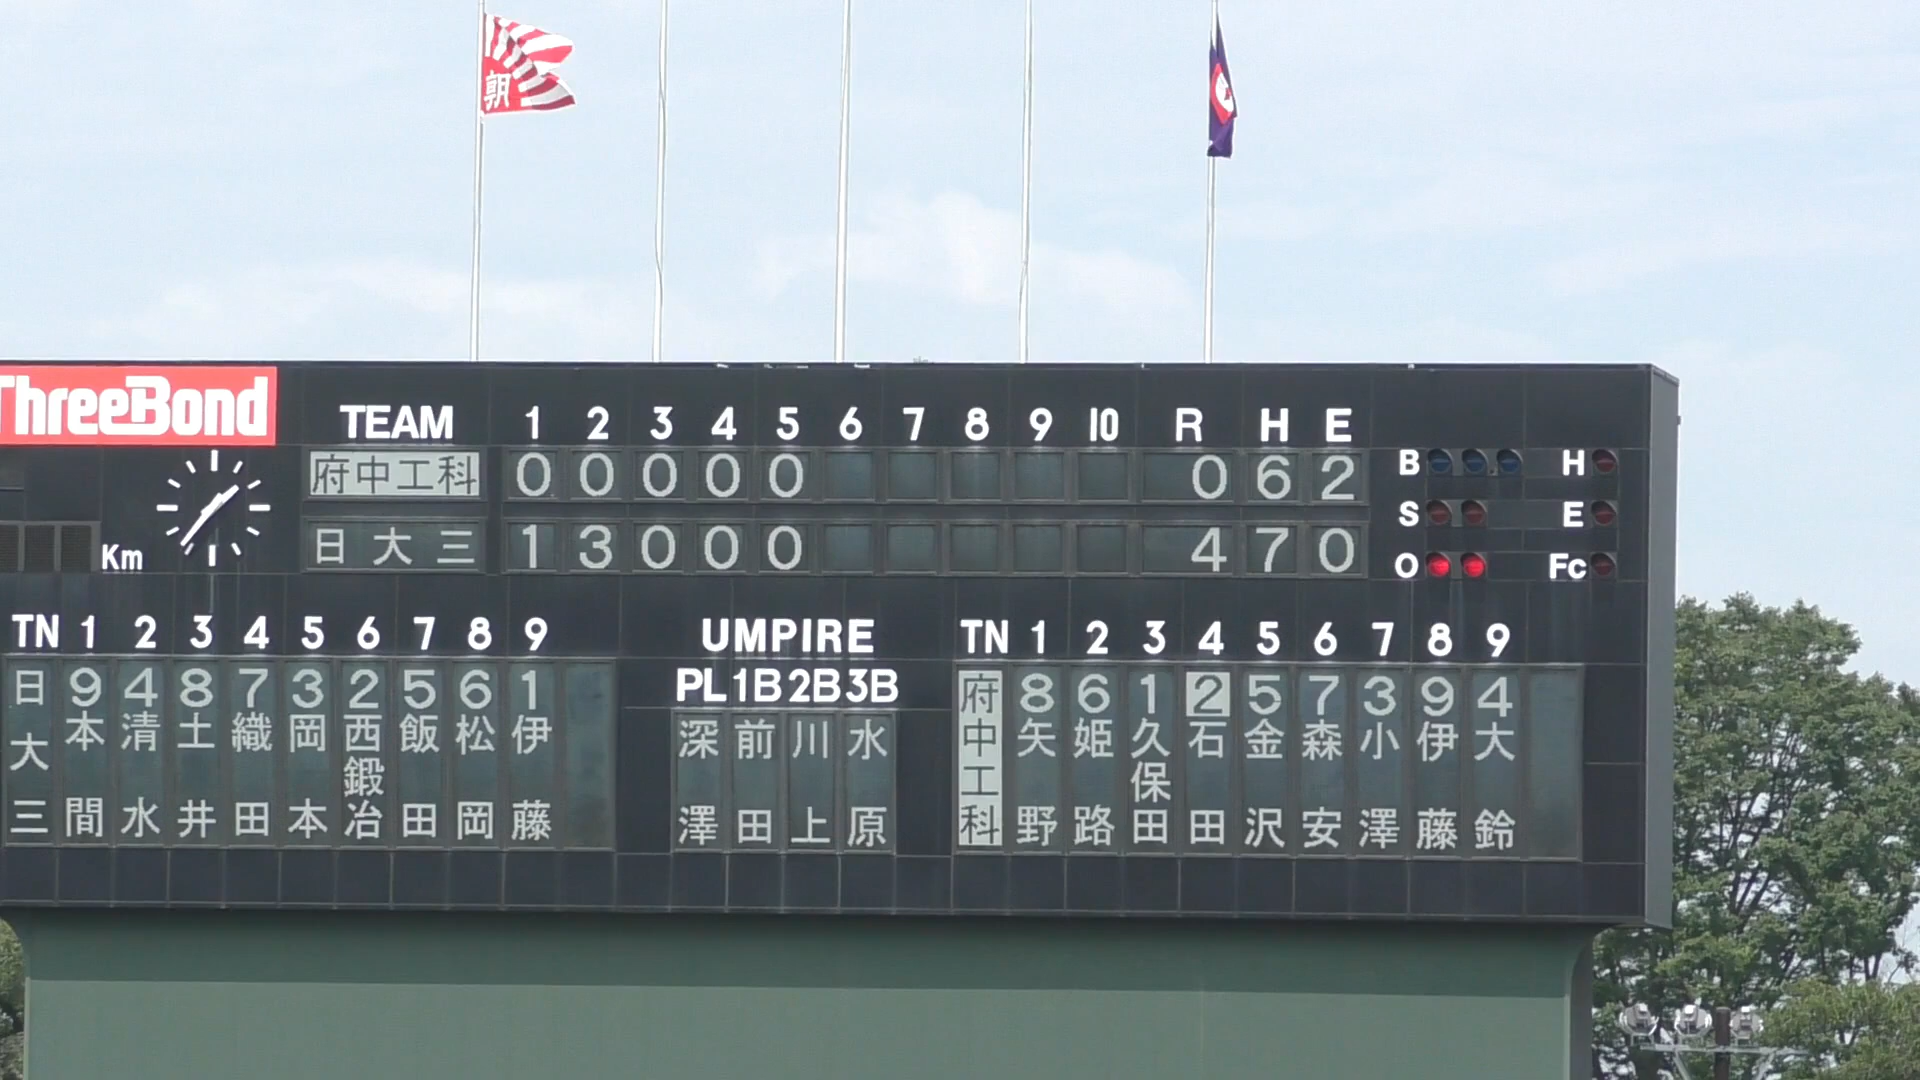 朝
ThreeBond
TEAM 1 2 3 4 5 6 7 8 9 10 R H E
府中工科 0 0 0 0 0 0 6 2 B H
日大三 1 3 0 0 0 4 7 0 S E
Km O Fc
TN 1 2 3 4 5 6 7 8 9
日大三
9 本間
4 清水
8 土井
7 織田
3 岡本
2 西鍛冶
5 飯田
6 松岡
1 伊藤
UMPIRE
PL 1B 2B 3B
深澤
前田
川上
水原
TN 1 2 3 4 5 6 7 8 9
府中工科
8 矢野
6 姫路
1 久保田
2 石田
5 金沢
7 森安
3 小澤
9 伊藤
4 大鈴